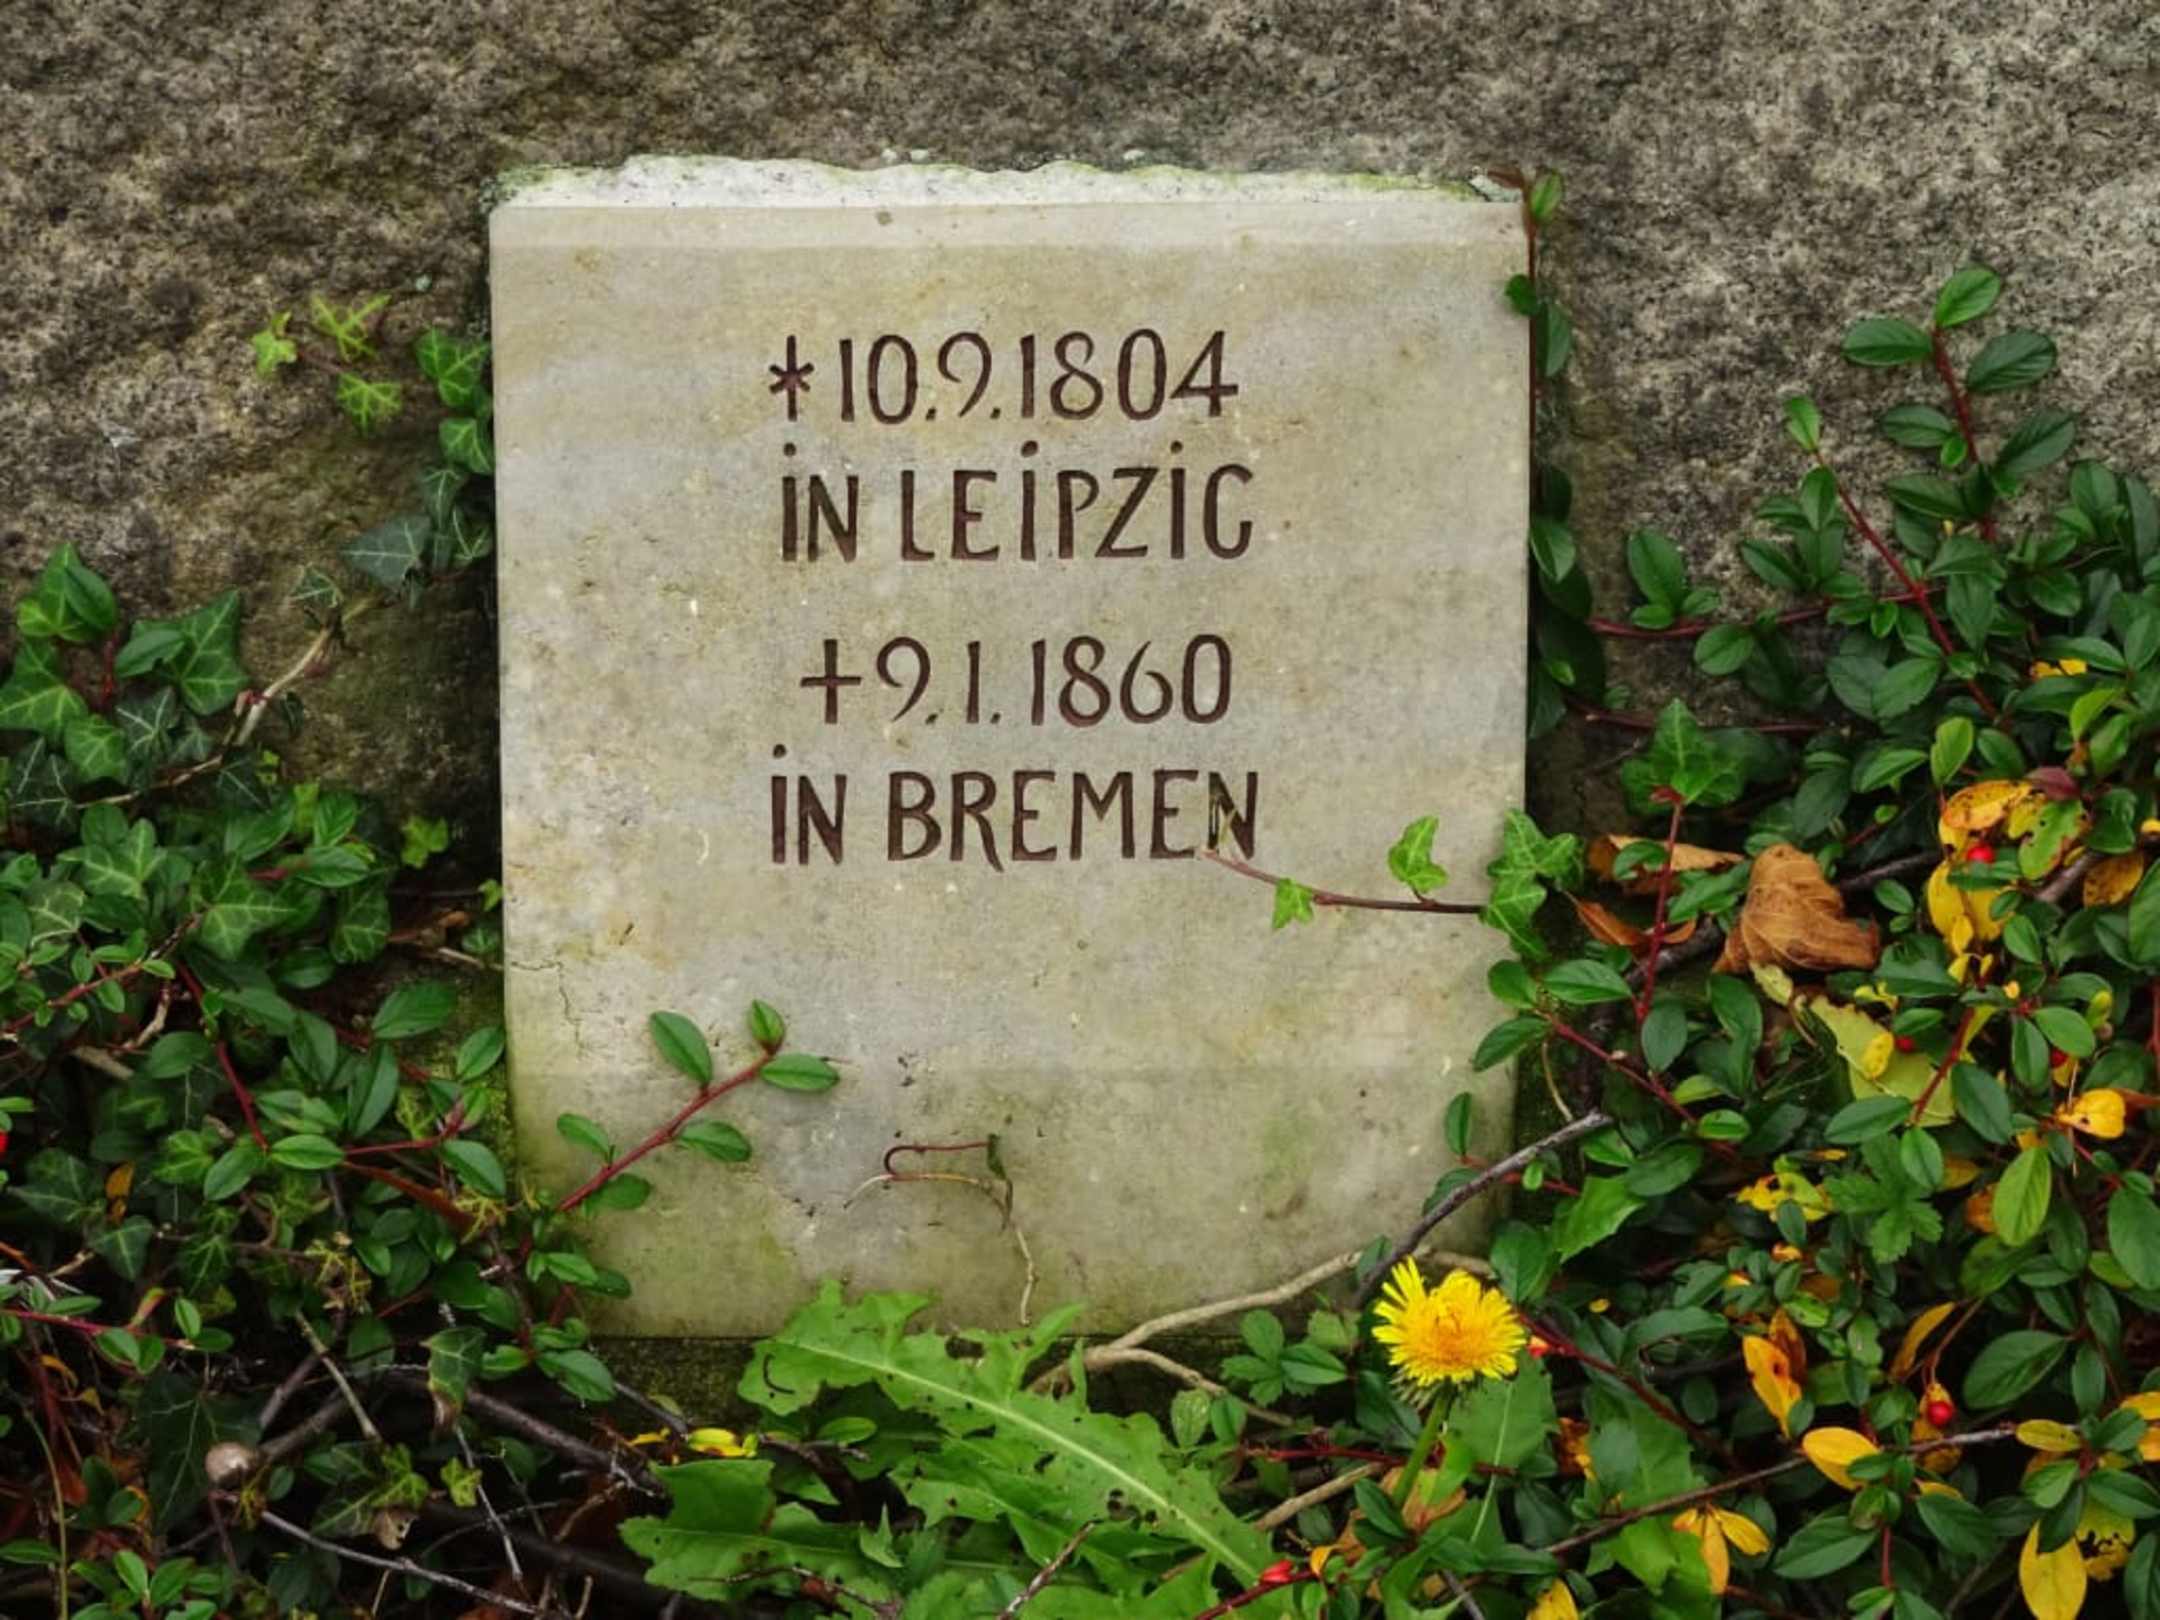 *10.9.1804
iN LEiPZiG
+9.1.1860
iN BREMEN